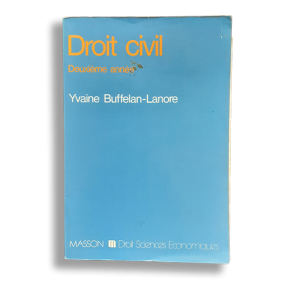 Droit civil
Deuxième année
Yvaine Buffelan-Lanore
MASSON m Droit Sciences Economiques